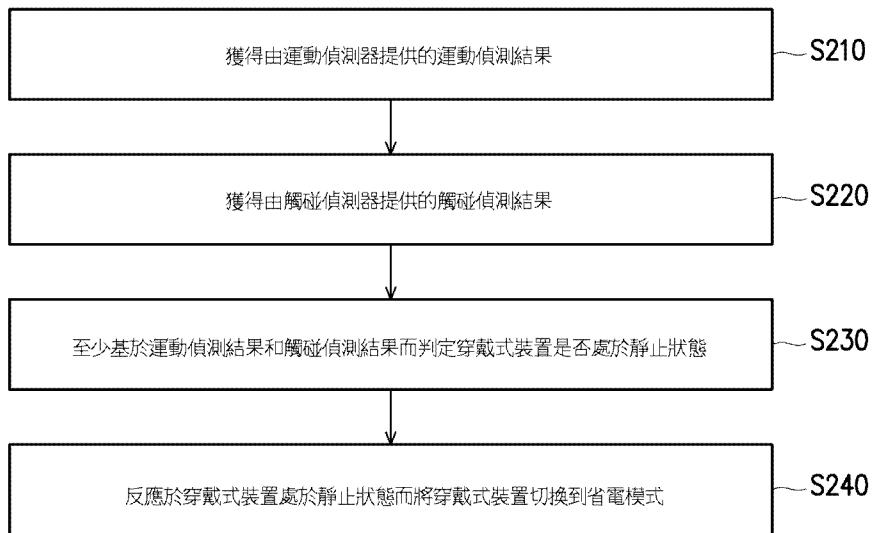 獲得由運動偵測器提供的運動偵測結果
S210
獲得由觸碰偵測器提供的觸碰偵測結果
S220
至少基於運動偵測結果和觸碰偵測結果而判定穿戴式裝置是否處於靜止狀態
S230
反應於穿戴式裝置處於靜止狀態而將穿戴式裝置切換到省電模式
S240